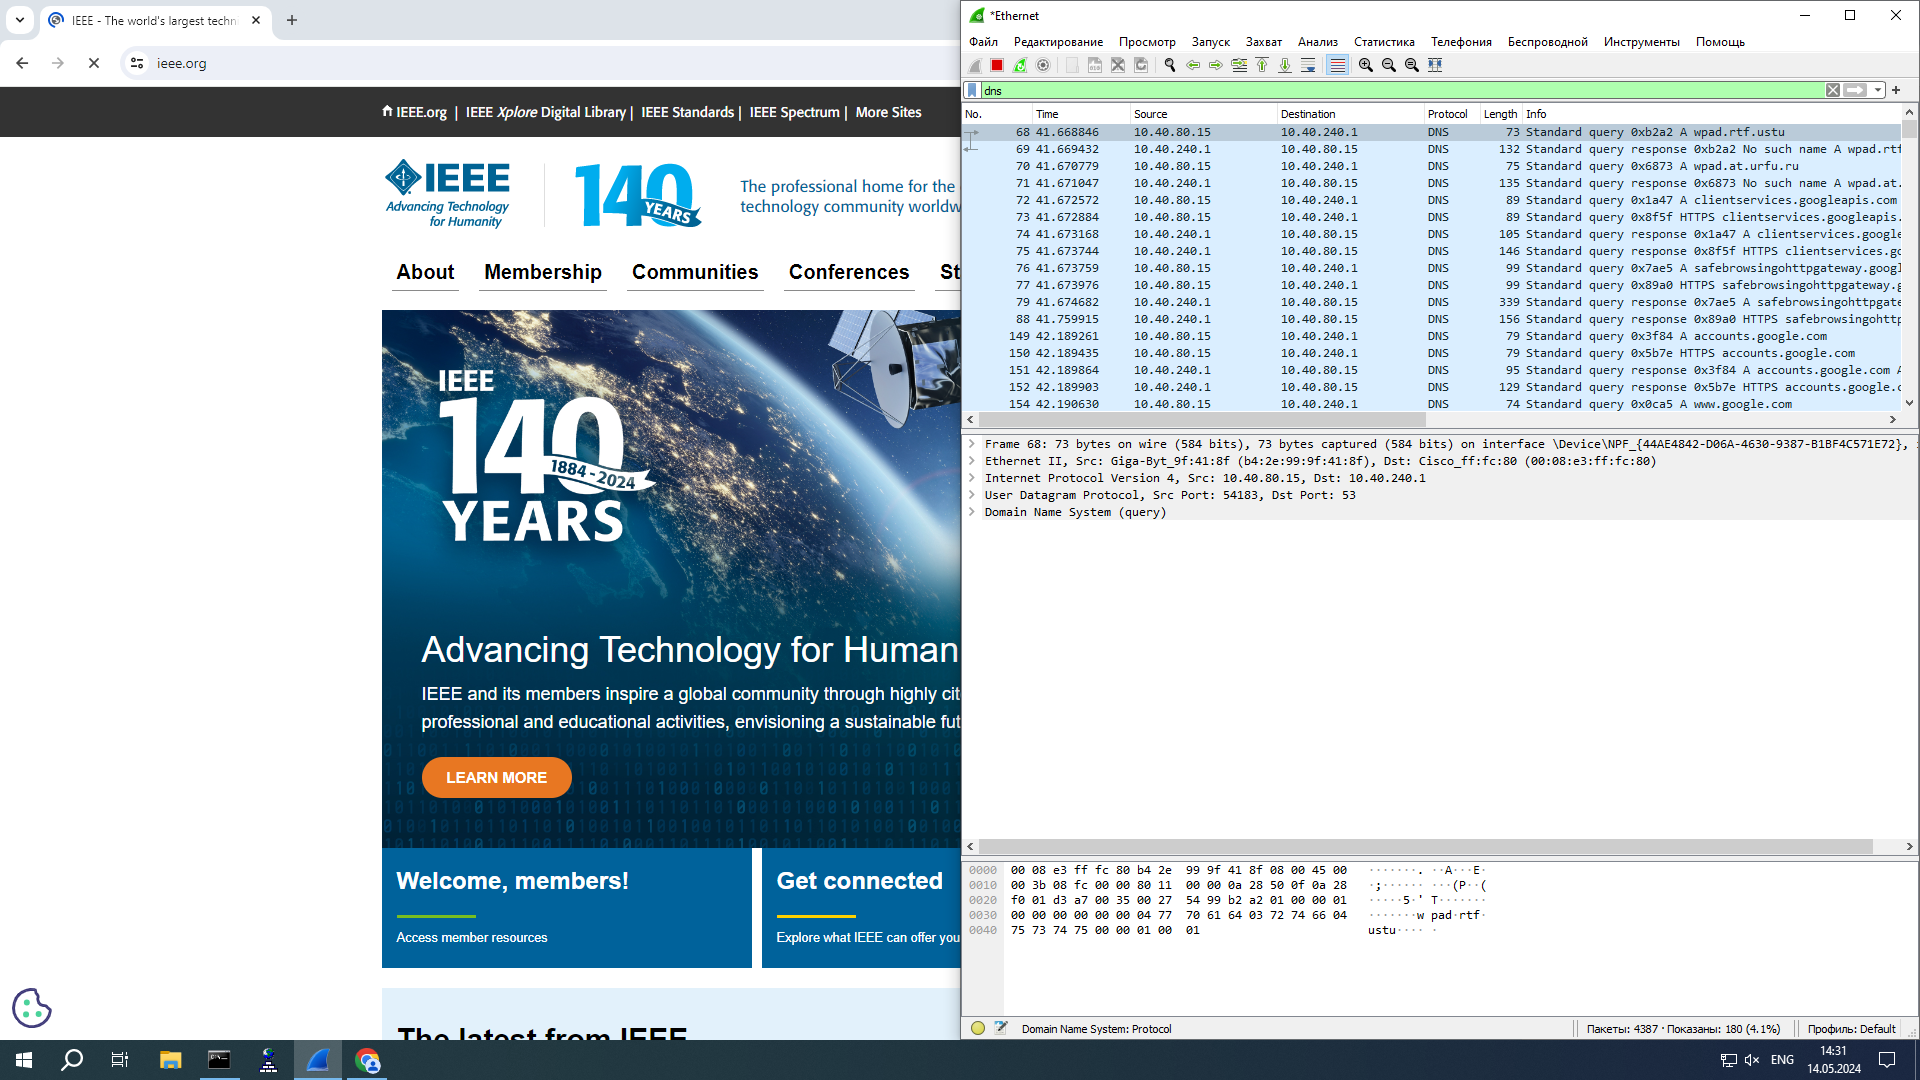 IEEE - The world's largest techn
ieee.org
IEEE.org | IEEE Xplore Digital Library | IEEE Standards | IEEE Spectrum | More Sites
IEEE
Advancing Technology
for Humanity
140
YEARS
The professional home for the
technology community worldw
About Membership Communities Conferences St
IEEE
140
1884 - 2024
YEARS
Advancing Technology for Human
IEEE and its members inspire a global community through highly cit
professional and educational activities, envisioning a sustainable fut
LEARN MORE
Welcome, members!
Access member resources
Get connected
Explore what IEEE can offer you
The latest from IEEE
*Ethernet
Файл Редактирование Просмотр Запуск Захват Анализ Статистика Телефония Беспроводной Инструменты Помощь
dns
No. Time Source Destination Protocol Length Info
68 41.668846 10.40.80.15 10.40.240.1 DNS 73 Standard query 0xb2a2 A wpad.rtf.ustu
69 41.669432 10.40.240.1 10.40.80.15 DNS 132 Standard query response 0xb2a2 No such name A wpad.rtf
70 41.670779 10.40.80.15 10.40.240.1 DNS 75 Standard query 0x6873 A wpad.at.urfu.ru
71 41.671047 10.40.240.1 10.40.80.15 DNS 135 Standard query response 0x6873 No such name A wpad.at.
72 41.672572 10.40.80.15 10.40.240.1 DNS 89 Standard query 0x1a47 A clientservices.googleapis.com
73 41.672884 10.40.80.15 10.40.240.1 DNS 89 Standard query 0x8f5f HTTPS clientservices.googleapis.
74 41.673168 10.40.240.1 10.40.80.15 DNS 105 Standard query response 0x1a47 A clientservices.google
75 41.673744 10.40.240.1 10.40.80.15 DNS 146 Standard query response 0x8f5f HTTPS clientservices.go
76 41.673759 10.40.80.15 10.40.240.1 DNS 99 Standard query 0x7ae5 A safebrowsingohttpgateway.googl
77 41.673976 10.40.80.15 10.40.240.1 DNS 99 Standard query 0x89a0 HTTPS safebrowsingohttpgateway.g
79 41.674682 10.40.240.1 10.40.80.15 DNS 339 Standard query response 0x7ae5 A safebrowsingohttpgate
88 41.759915 10.40.240.1 10.40.80.15 DNS 156 Standard query response 0x89a0 HTTPS safebrowsingohttp
149 42.189261 10.40.80.15 10.40.240.1 DNS 79 Standard query 0x3f84 A accounts.google.com
150 42.189435 10.40.80.15 10.40.240.1 DNS 79 Standard query 0x5b7e HTTPS accounts.google.com
151 42.189864 10.40.240.1 10.40.80.15 DNS 95 Standard query response 0x3f84 A accounts.google.com A
152 42.189903 10.40.240.1 10.40.80.15 DNS 129 Standard query response 0x5b7e HTTPS accounts.google.c
154 42.190630 10.40.80.15 10.40.240.1 DNS 74 Standard query 0x0ca5 A www.google.com
Frame 68: 73 bytes on wire (584 bits), 73 bytes captured (584 bits) on interface \Device\NPF_{44AE4842-D06A-4630-9387-B1BF4C571E72},
Ethernet II, Src: Giga-Byt_9f:41:8f (b4:2e:99:9f:41:8f), Dst: Cisco_ff:fc:80 (00:08:e3:ff:fc:80)
Internet Protocol Version 4, Src: 10.40.80.15, Dst: 10.40.240.1
User Datagram Protocol, Src Port: 54183, Dst Port: 53
Domain Name System (query)
0000 00 08 e3 ff fc 80 b4 2e 99 9f 41 8f 08 00 45 00 ·······. ··A···E·
0010 00 3b 08 fc 00 00 80 11 00 00 0a 28 50 0f 0a 28 ·;······ ···(P··(
0020 f0 01 d3 a7 00 35 00 27 54 99 b2 a2 01 00 00 01 ·····5·' T·······
0030 00 00 00 00 00 00 04 77 70 61 64 03 72 74 66 04 ·······w pad·rtf·
0040 75 73 74 75 00 00 01 00 01 ustu···· ·
Domain Name System: Protocol
Пакеты: 4387 · Показаны: 180 (4.1%)
Профиль: Default
ENG
14:31
14.05.2024